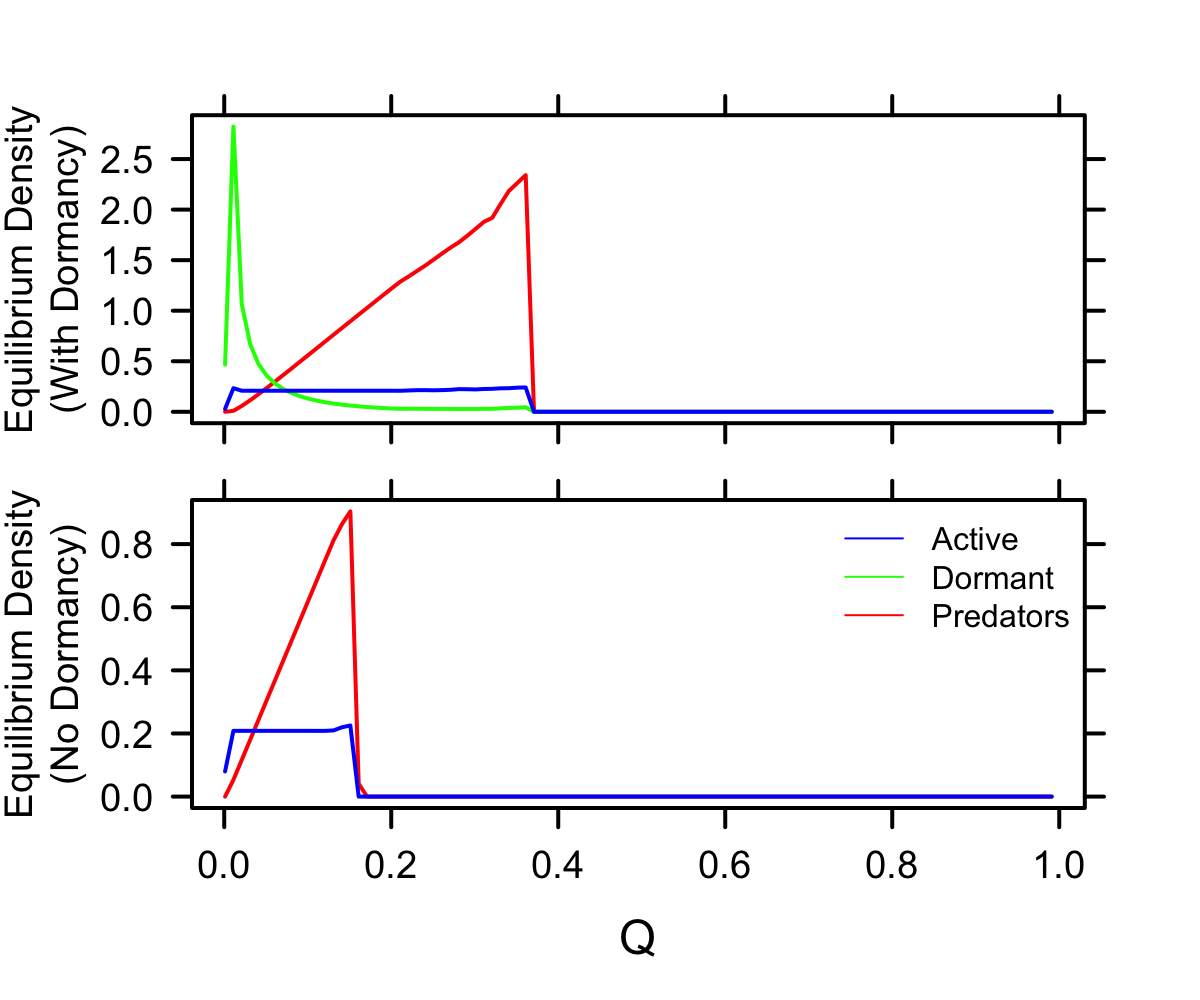 Equilibrium Density
(With Dormancy)
2.5
2.0
1.5
1.0
0.5
0.0
Equilibrium Density
(No Dormancy)
0.8
0.6
0.4
0.2
0.0
Active
Dormant
Predators
0.0 0.2 0.4 0.6 0.8 1.0
Q